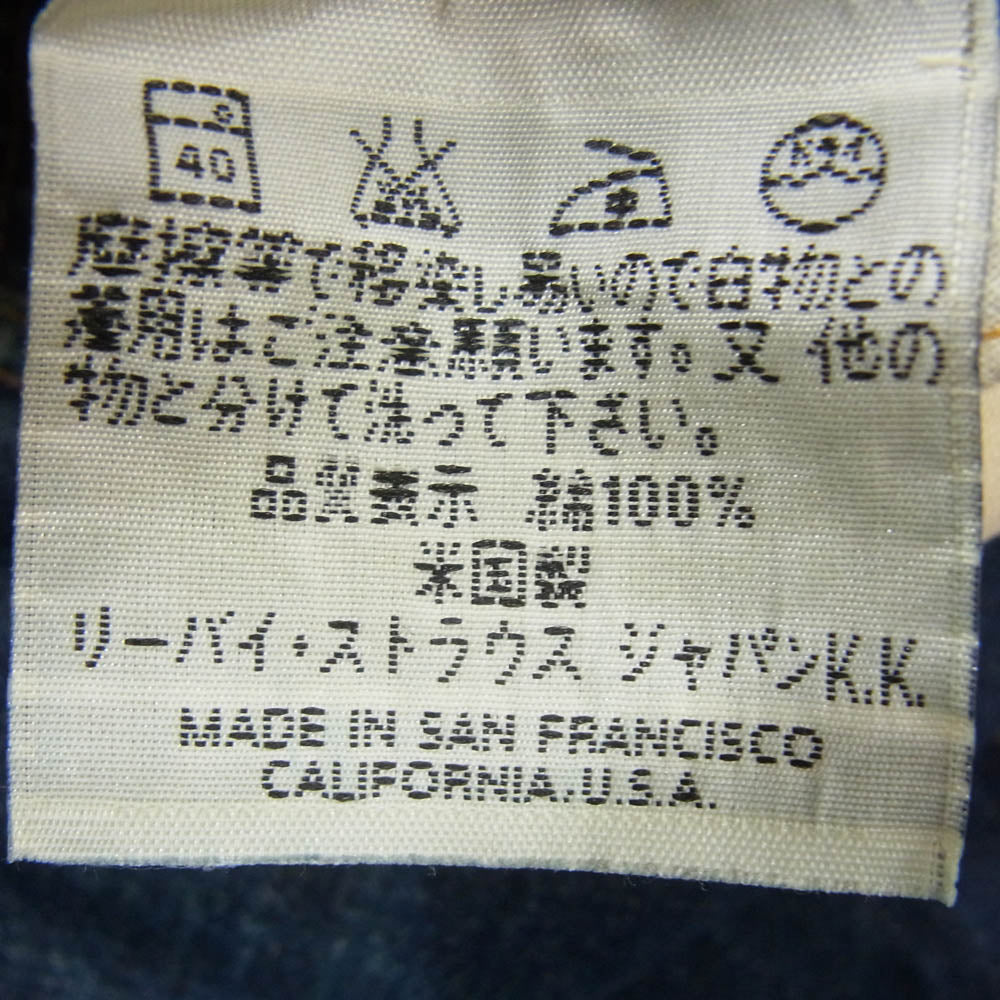 40
摩擦等で移染し易いので白物との
着用はご注意願います。又 他の
物と分けて洗って下さい。
品質表示 綿100%
米国製
リーバイ・ストラウス ジャパンK.K.
MADE IN SAN FRANCISCO
CALIFORNIA.U.S.A.